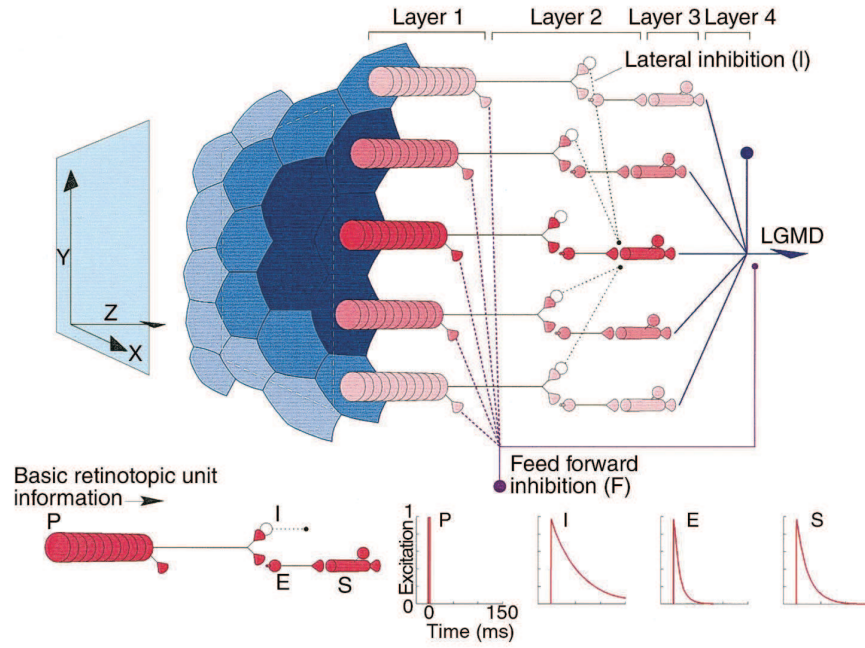 Layer 1 Layer 2 Layer 3 Layer 4
Lateral inhibition (I)
LGMD
Y
Z
X
Feed forward
inhibition (F)
Basic retinotopic unit
information
P
I
E S
P I E S
1
Excitation
0
0 150
Time (ms)